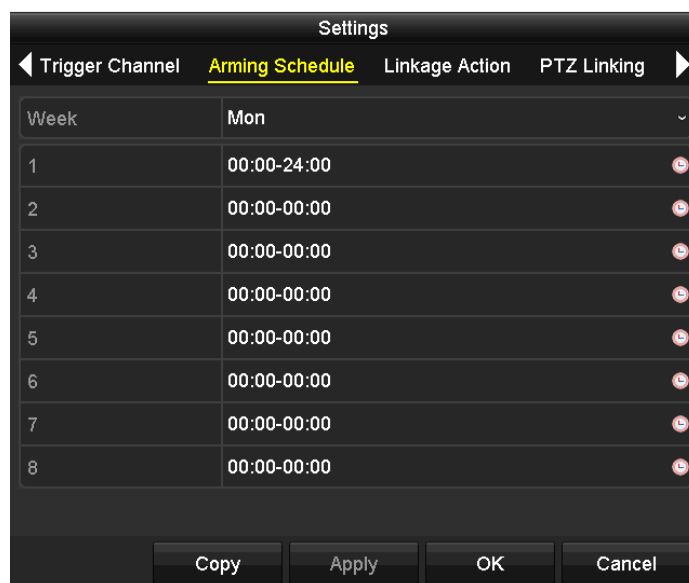 Settings
Trigger Channel Arming Schedule Linkage Action PTZ Linking
Week Mon
1 00:00-24:00
2 00:00-00:00
3 00:00-00:00
4 00:00-00:00
5 00:00-00:00
6 00:00-00:00
7 00:00-00:00
8 00:00-00:00
Copy Apply OK Cancel